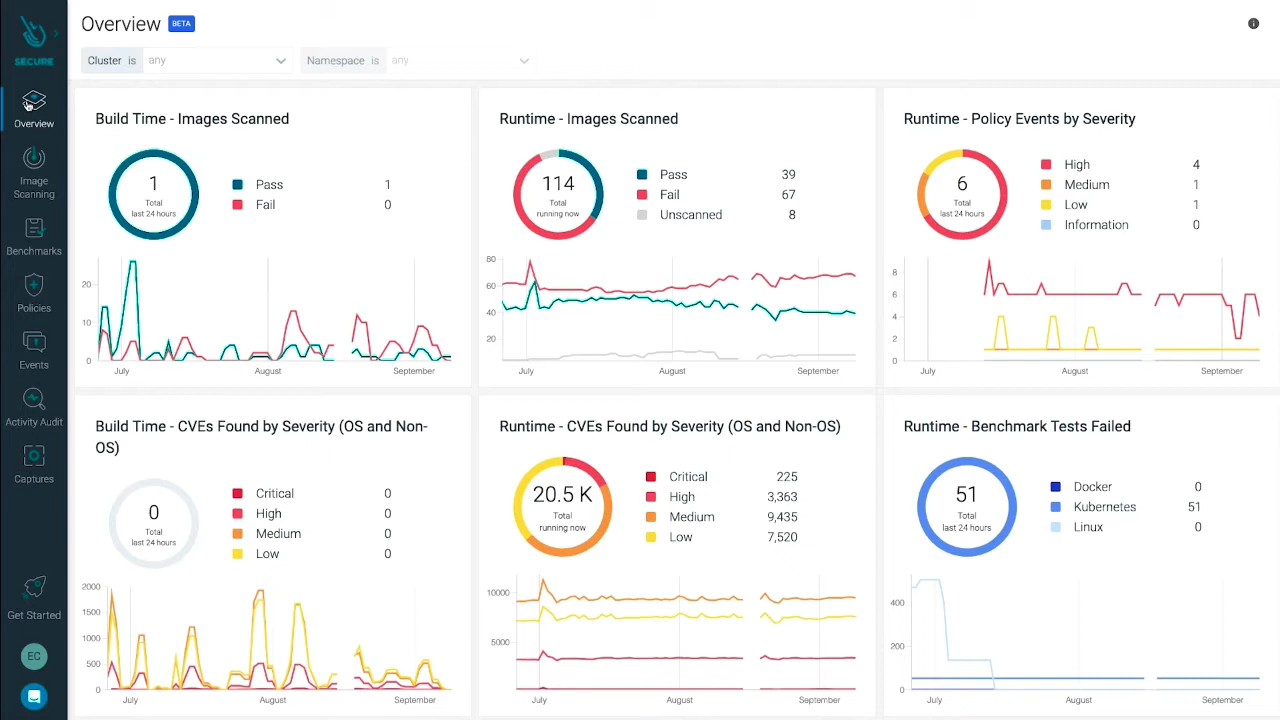 SECURE
Overview
Image
Scanning
Benchmarks
Policies
Events
Activity Audit
Captures
Get Started
EC
Overview BETA
Cluster is any
Namespace is any
Build Time - Images Scanned
1
Total
last 24 hours
Pass 1
Fail 0
20
10
0
July August September
Runtime - Images Scanned
114
Total
running now
Pass 39
Fail 67
Unscanned 8
80
60
40
20
July August September
Runtime - Policy Events by Severity
6
Total
last 24 hours
High 4
Medium 1
Low 1
Information 0
8
6
4
2
0
July August September
Build Time - CVEs Found by Severity (OS and Non-
OS)
0
Total
last 24 hours
Critical 0
High 0
Medium 0
Low 0
2000
1500
1000
500
0
July August September
Runtime - CVEs Found by Severity (OS and Non-OS)
20.5 K
Total
running now
Critical 225
High 3,363
Medium 9,435
Low 7,520
10000
5000
July August September
Runtime - Benchmark Tests Failed
51
Total
last 24 hours
Docker 0
Kubernetes 51
Linux 0
400
200
0
July August September